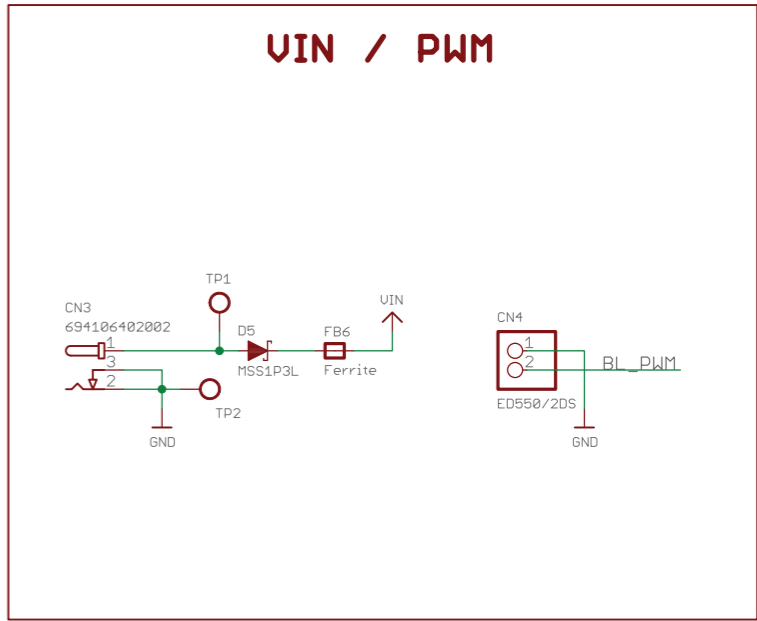 VIN / PWM
TP1
CN3
694106402002
1
3
2
TP2
GND
D5
MSS1P3L
FB6
Ferrite
VIN
CN4
1
2
BL_PWM
ED550/2DS
GND